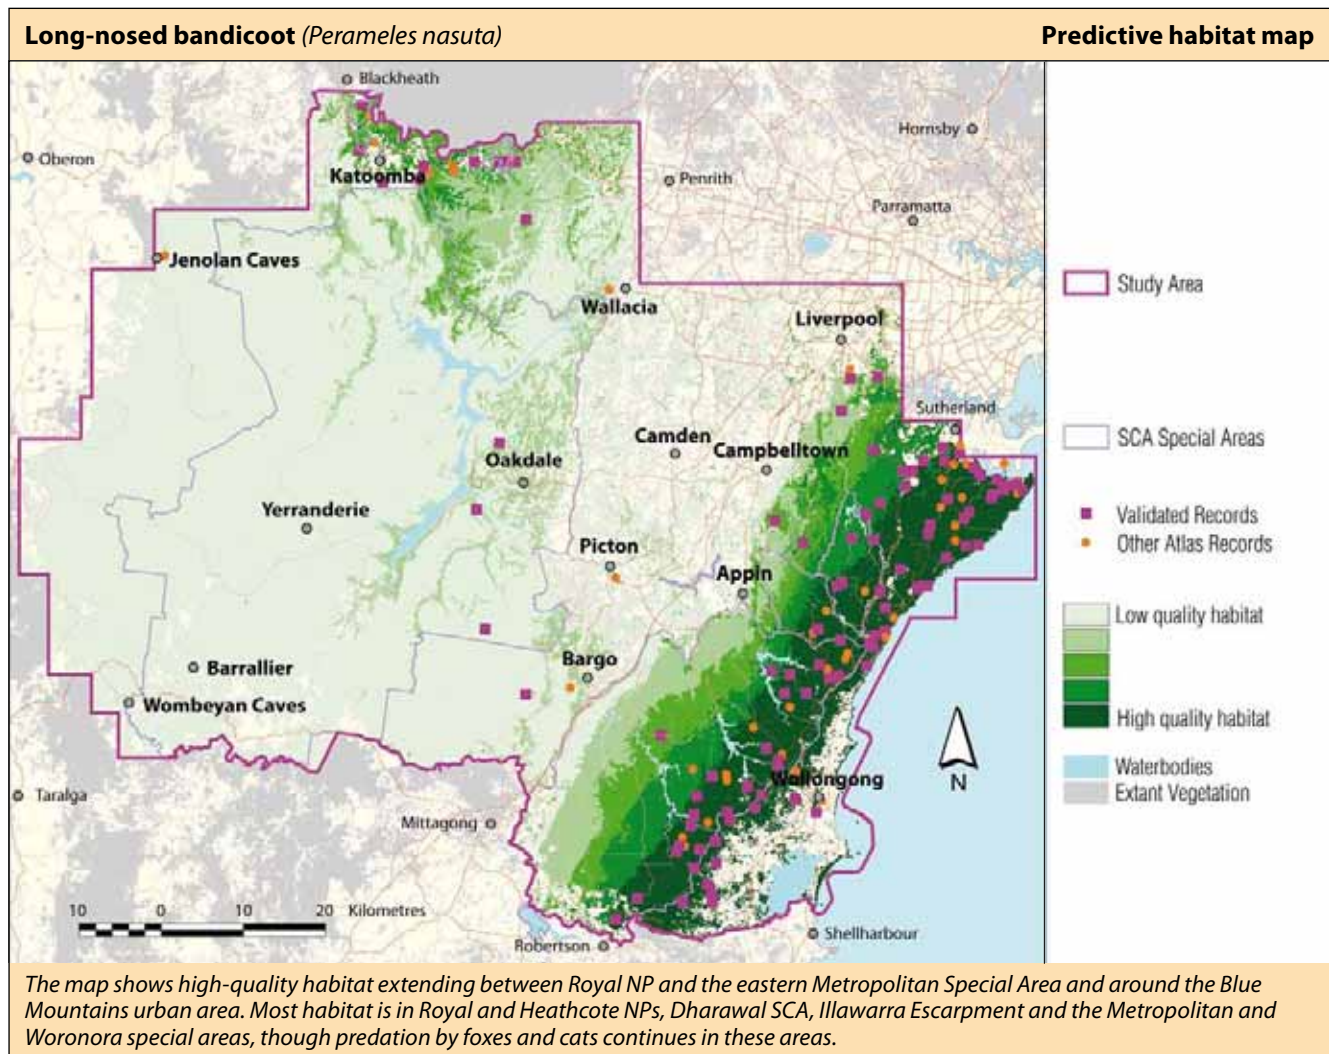 Long-nosed bandicoot (Perameles nasuta)
Predictive habitat map
Blackheath
Hornsby
Oberon
Katoomba
Penrith
Parramatta
Jenolan Caves
Wallacia
Liverpool
Sutherland
Camden
Campbelltown
Oakdale
Yerranderie
Picton
Appin
Bargo
Barrallier
Wombeyan Caves
Wollongong
Taralga
Mittagong
N
10 0 10 20 Kilometres
Robertson
Shellharbour
Study Area
SCA Special Areas
Validated Records
Other Atlas Records
Low quality habitat
High quality habitat
Waterbodies
Extant Vegetation
The map shows high-quality habitat extending between Royal NP and the eastern Metropolitan Special Area and around the Blue
Mountains urban area. Most habitat is in Royal and Heathcote NPs, Dharawal SCA, Illawarra Escarpment and the Metropolitan and
Woronora special areas, though predation by foxes and cats continues in these areas.